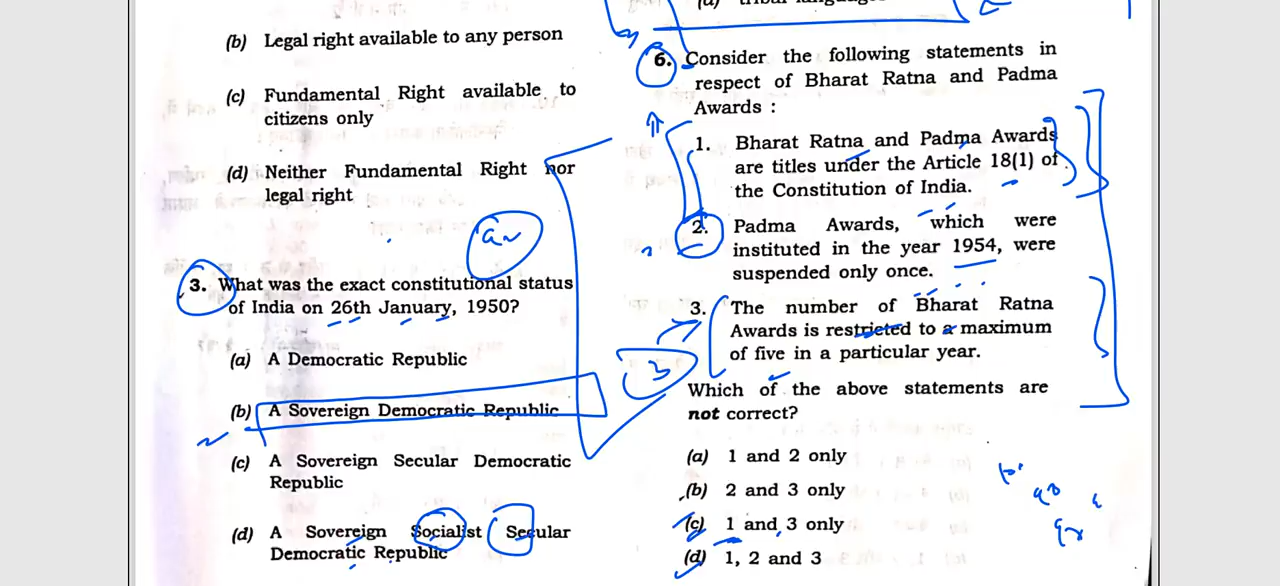 (b) Legal right available to any person
(c) Fundamental Right available to
citizens only
(d) Neither Fundamental Right nor
legal right
3. What was the exact constitutional status
of India on 26th January, 1950?
(a) A Democratic Republic
(b) A Sovereign Democratic Republic
(c) A Sovereign Secular Democratic
Republic
(d) A Sovereign Socialist Secular
Democratic Republic
6. Consider the following statements in
respect of Bharat Ratna and Padma
Awards :
1. Bharat Ratna and Padma Awards
are titles under the Article 18(1) of
the Constitution of India.
2. Padma Awards, which were
instituted in the year 1954, were
suspended only once.
3. The number of Bharat Ratna
Awards is restricted to a maximum
of five in a particular year.
Which of the above statements are
not correct?
(a) 1 and 2 only
(b) 2 and 3 only
(c) 1 and 3 only
(d) 1, 2 and 3